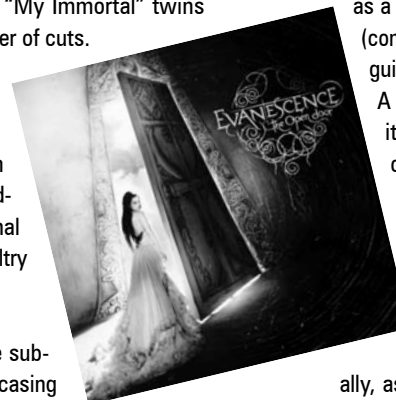 “My Immortal” twins
er of cuts.
EVANESCENCE
the Open door
n
d-
nal
ltry
e sub-
casing
as a
(con
gui
A
it
c
ally, as